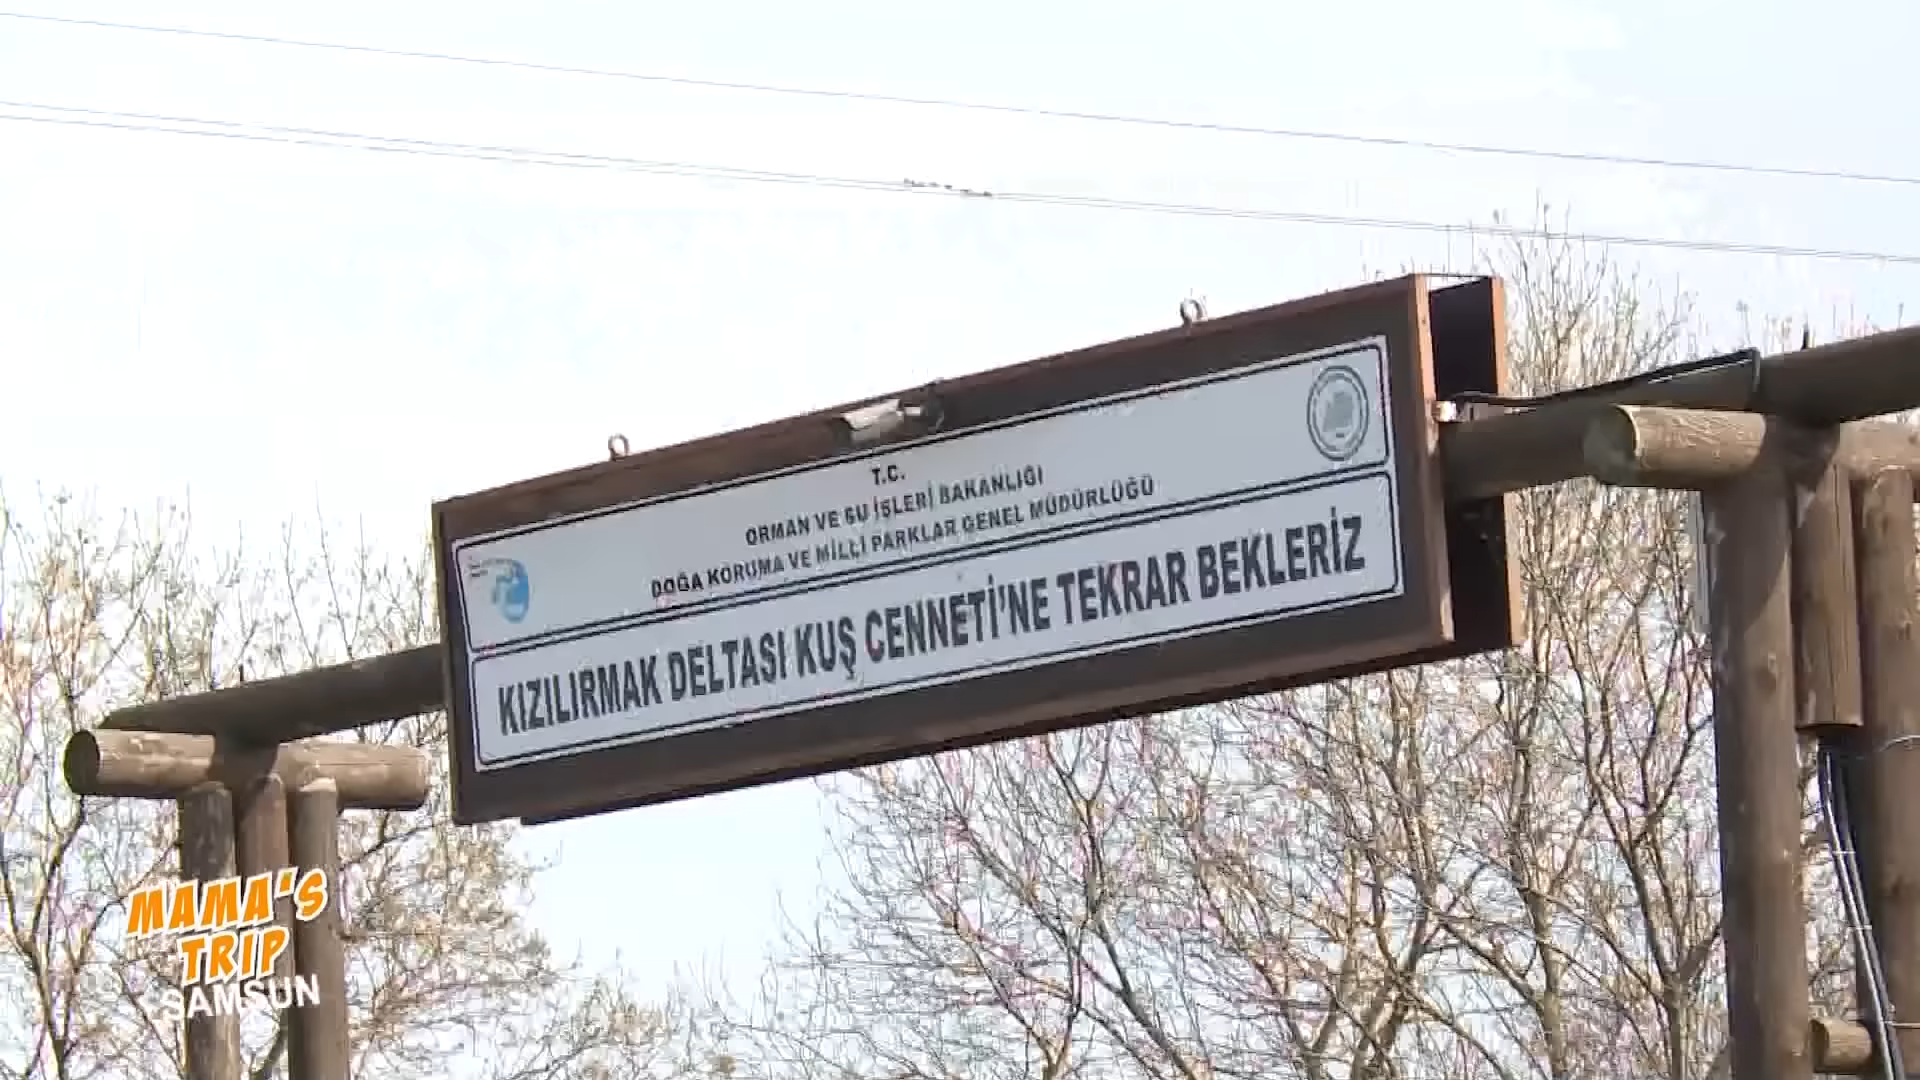 T.C.
ORMAN VE SU İŞLERİ BAKANLIĞI
DOĞA KORUMA VE MİLLİ PARKLAR GENEL MÜDÜRLÜĞÜ
KIZILIRMAK DELTASI KUŞ CENNETİ'NE TEKRAR BEKLERİZ
MAMA'S
TRIP
SAMSUN